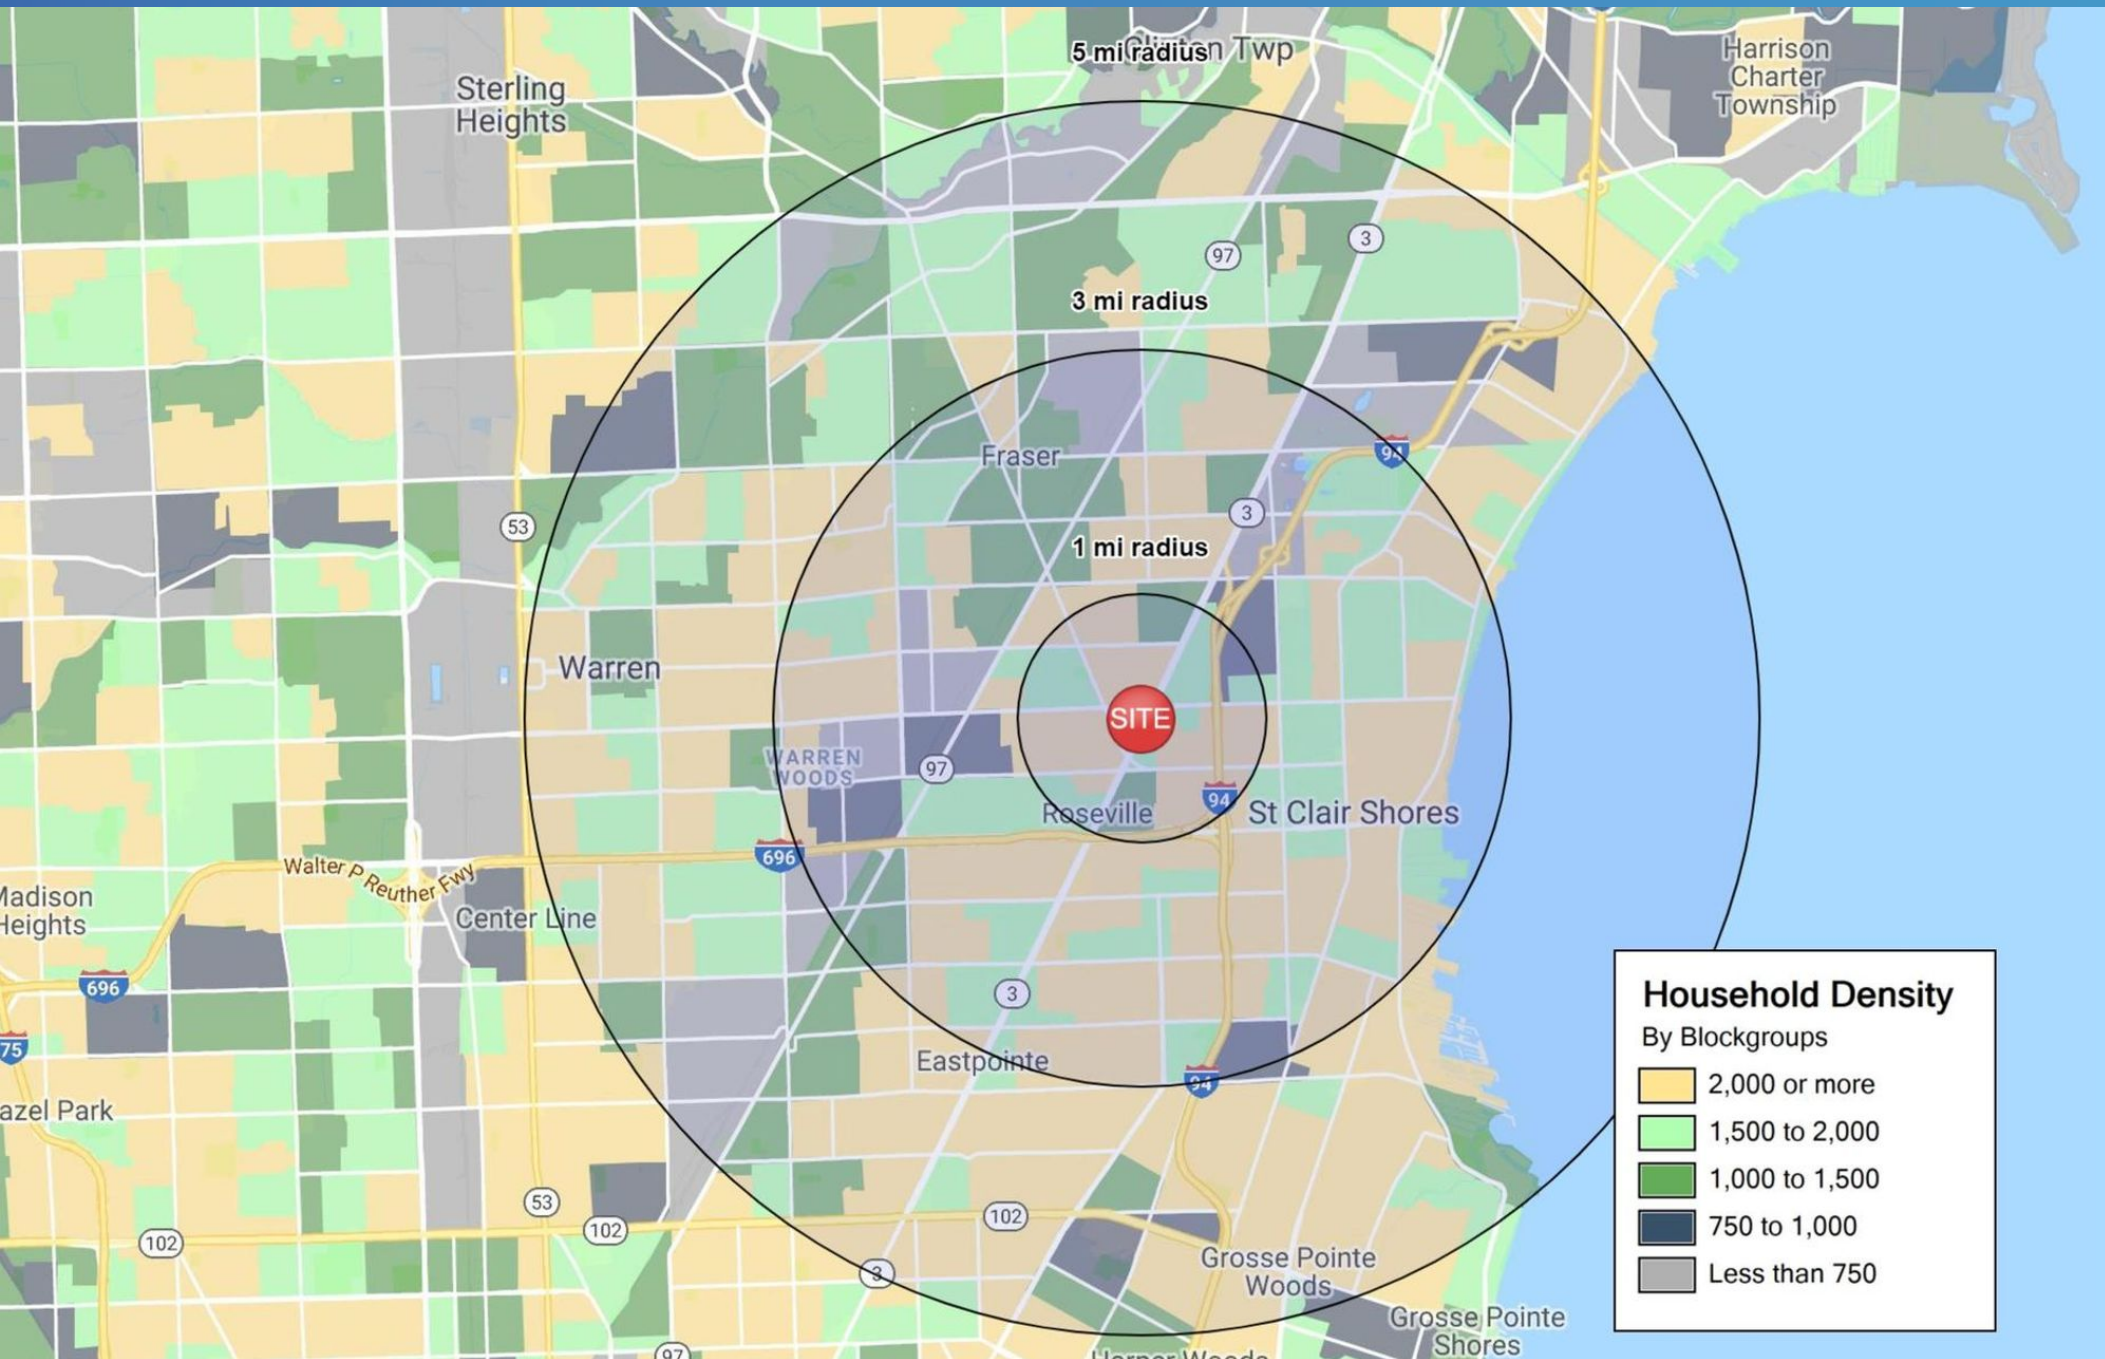 5 mi radius
Clinton Twp
Harrison
Charter
Township
Sterling
Heights
97
3
3 mi radius
94
Fraser
3
53
1 mi radius
Warren
SITE
WARREN
WOODS
97
94
Roseville
St Clair Shores
696
Walter P Reuther Fwy
Madison
Heights
Center Line
696
3
75
Eastpointe
94
azel Park
53
102
102
102
3
Grosse Pointe
Woods
Grosse Pointe
Shores
97
Harper Woods
Household Density
By Blockgroups
2,000 or more
1,500 to 2,000
1,000 to 1,500
750 to 1,000
Less than 750